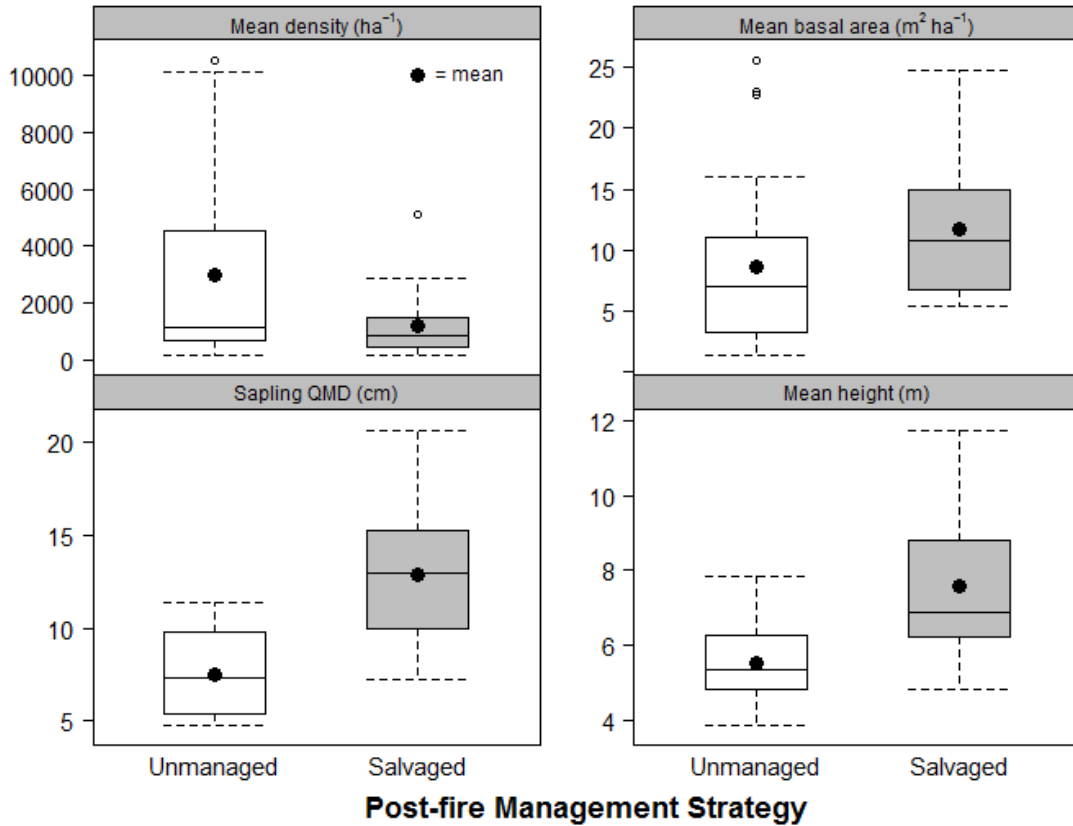 Mean density (ha⁻¹)
10000
8000
6000
4000
2000
0
= mean
Mean basal area (m² ha⁻¹)
25
20
15
10
5
Sapling QMD (cm)
20
15
10
5
Mean height (m)
12
10
8
6
4
Unmanaged
Salvaged
Unmanaged
Salvaged
Post-fire Management Strategy